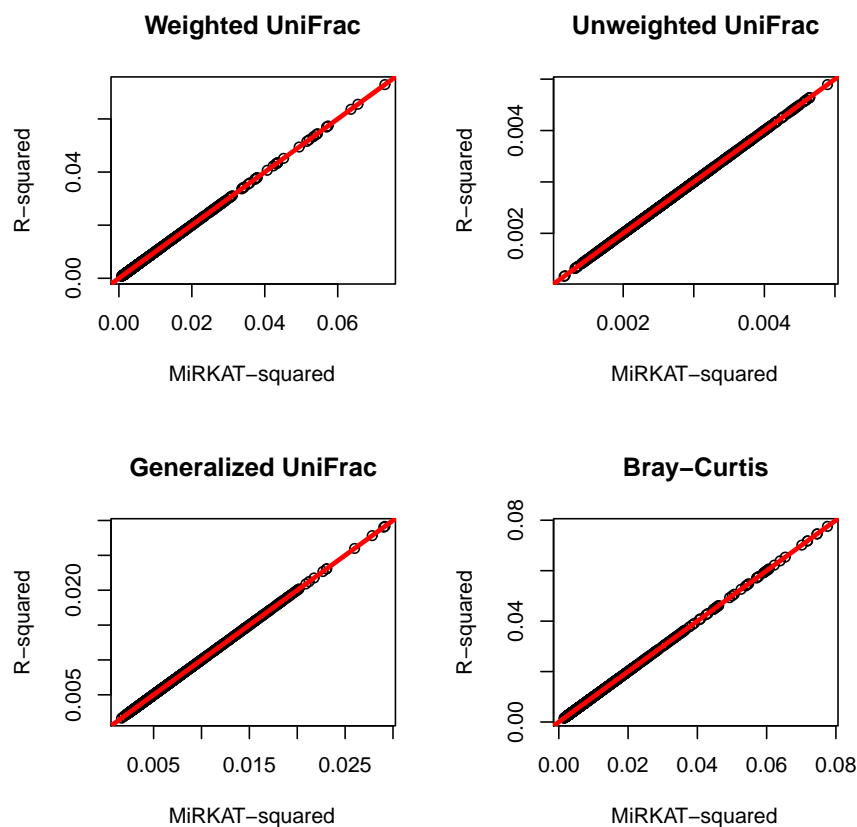 Weighted UniFrac
R−squared
0.00
0.04
0.00 0.02 0.04 0.06
MiRKAT−squared
Unweighted UniFrac
R−squared
0.002
0.004
0.002 0.004
MiRKAT−squared
Generalized UniFrac
R−squared
0.005
0.020
0.005 0.015 0.025
MiRKAT−squared
Bray−Curtis
R−squared
0.00
0.04
0.08
0.00 0.02 0.04 0.06 0.08
MiRKAT−squared